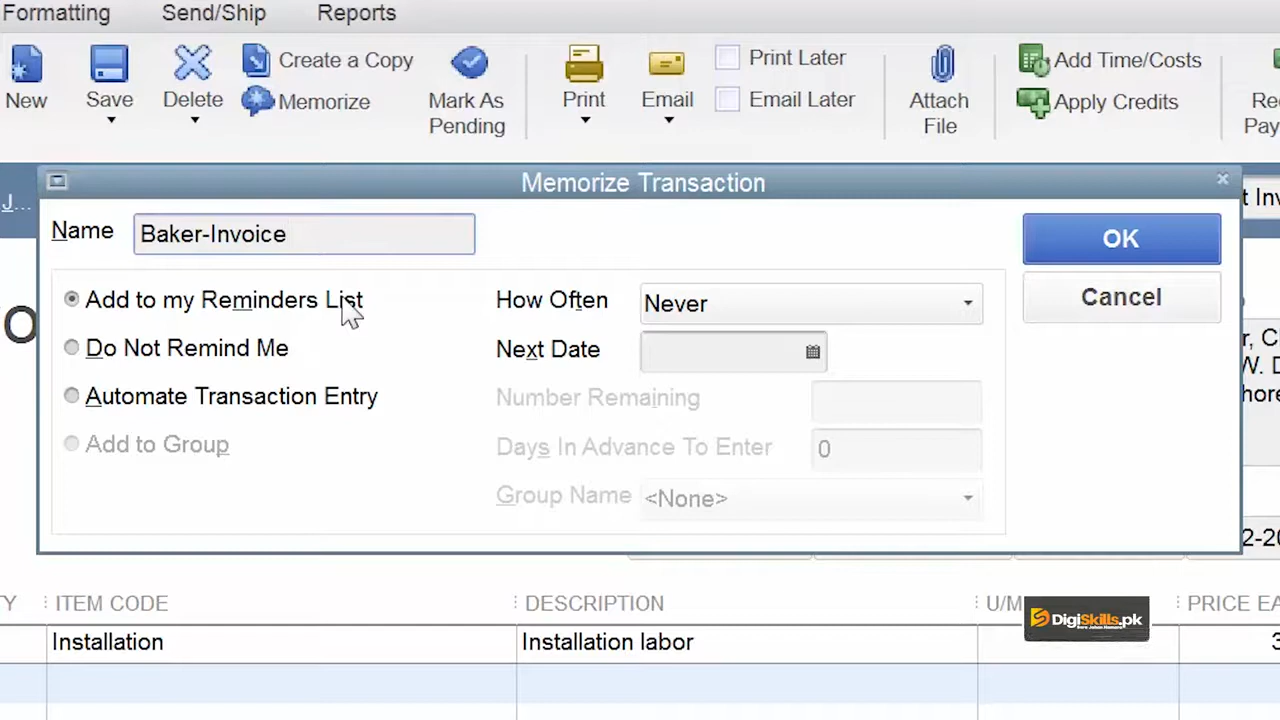 Formatting Send/Ship Reports
New Save Delete Create a Copy Memorize Mark As Pending Print Email Print Later Email Later Attach File Add Time/Costs Apply Credits
J...
Memorize Transaction
Name Baker-Invoice
OK
Cancel
Add to my Reminders List
Do Not Remind Me
Automate Transaction Entry
Add to Group
How Often Never
Next Date
Number Remaining
Days In Advance To Enter 0
Group Name <None>
ITEM CODE DESCRIPTION U/M PRICE EA
Installation Installation labor
DigiSkills.pk